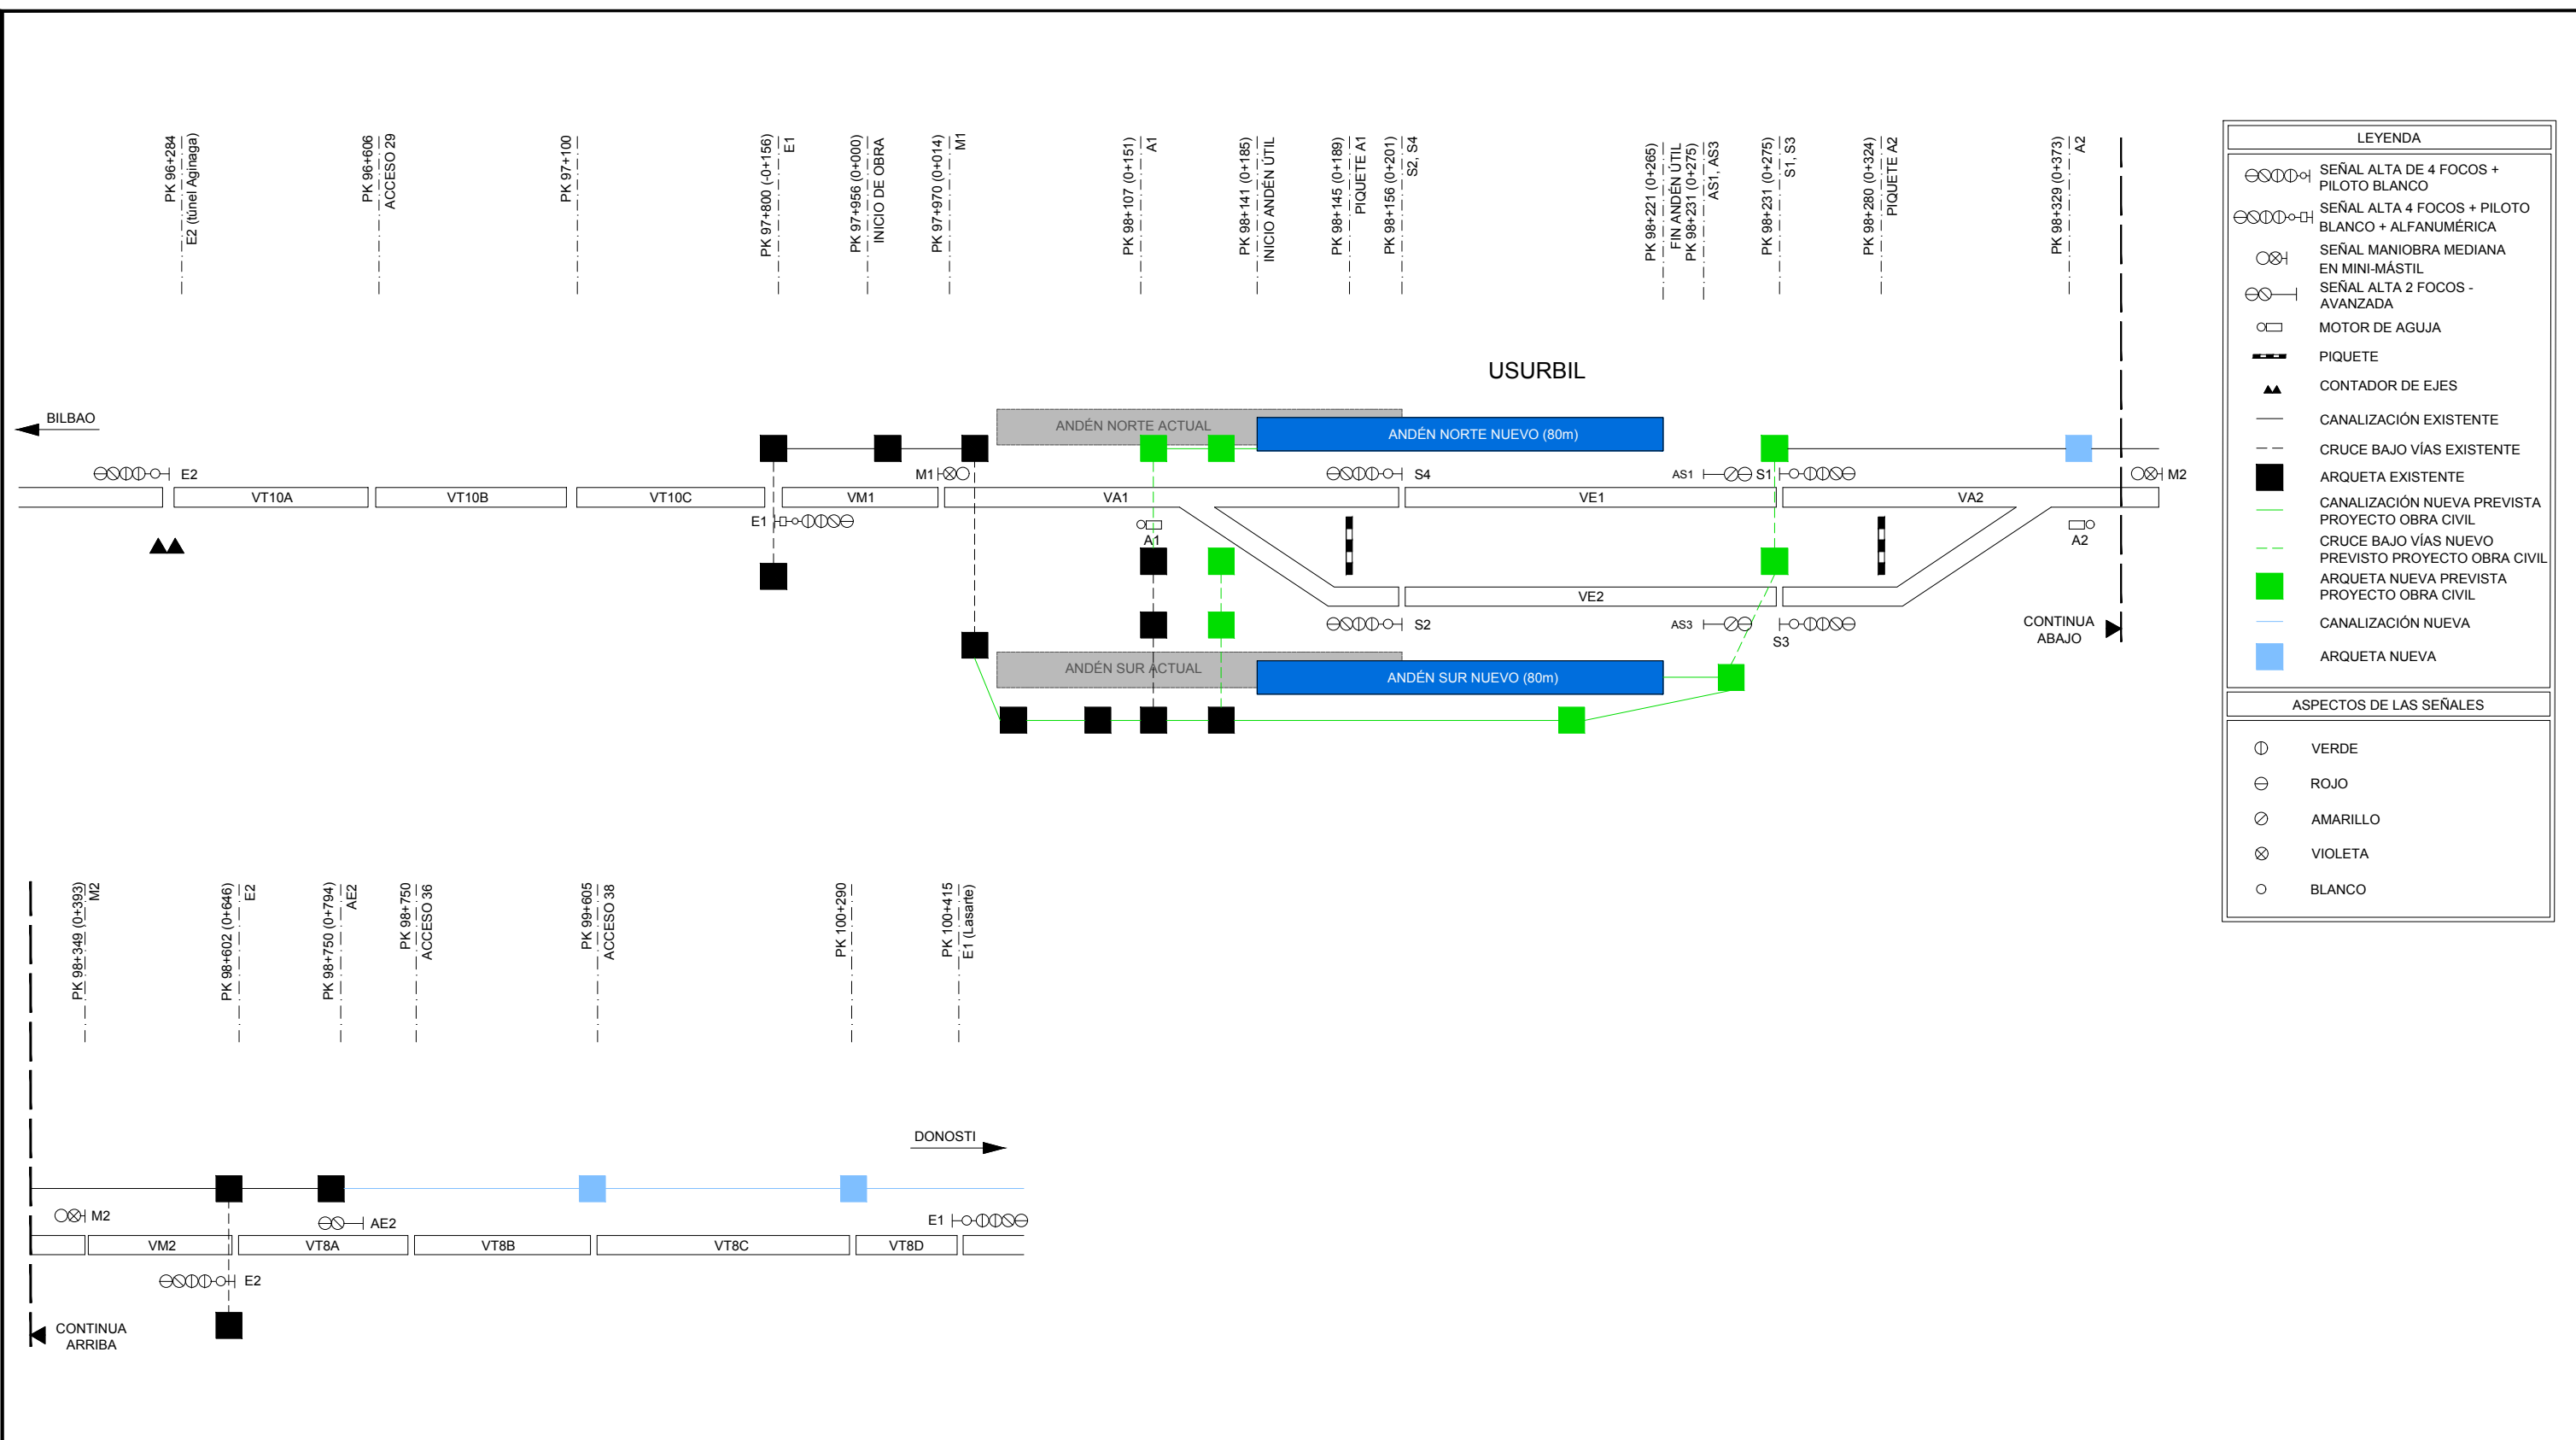 PK 96+284
E2 (túnel Aginaga)
PK 96+606
ACCESO 29
PK 97+100
PK 97+800 (-0+156)
E1
PK 97+956 (0+000)
INICIO DE OBRA
PK 97+970 (0+014)
M1
PK 98+107 (0+151)
A1
PK 98+141 (0+185)
INICIO ANDÉN ÚTIL
PK 98+145 (0+189)
PIQUETE A1
PK 98+156 (0+201)
S2, S4
PK 98+221 (0+265)
FIN ANDÉN ÚTIL
PK 98+231 (0+275)
AS1, AS3
PK 98+231 (0+275)
S1, S3
PK 98+280 (0+324)
PIQUETE A2
PK 98+329 (0+373)
A2
USURBIL
BILBAO
ANDÉN NORTE ACTUAL
ANDÉN NORTE NUEVO (80m)
E2
M1
S4
AS1
S1
M2
VT10A
VT10B
VT10C
VM1
VA1
VE1
VA2
E1
A1
A2
VE2
S2
AS3
S3
CONTINUA
ABAJO
ANDÉN SUR ACTUAL
ANDÉN SUR NUEVO (80m)
PK 98+349 (0+393)
M2
PK 98+602 (0+646)
E2
PK 98+750 (0+794)
AE2
PK 98+750
ACCESO 36
PK 99+605
ACCESO 38
PK 100+290
PK 100+415
E1 (Lasarte)
DONOSTI
M2
AE2
E1
VM2
VT8A
VT8B
VT8C
VT8D
E2
CONTINUA
ARRIBA
LEYENDA
SEÑAL ALTA DE 4 FOCOS +
PILOTO BLANCO
SEÑAL ALTA 4 FOCOS + PILOTO
BLANCO + ALFANUMÉRICA
SEÑAL MANIOBRA MEDIANA
EN MINI-MÁSTIL
SEÑAL ALTA 2 FOCOS -
AVANZADA
MOTOR DE AGUJA
PIQUETE
CONTADOR DE EJES
CANALIZACIÓN EXISTENTE
CRUCE BAJO VÍAS EXISTENTE
ARQUETA EXISTENTE
CANALIZACIÓN NUEVA PREVISTA
PROYECTO OBRA CIVIL
CRUCE BAJO VÍAS NUEVO
PREVISTO PROYECTO OBRA CIVIL
ARQUETA NUEVA PREVISTA
PROYECTO OBRA CIVIL
CANALIZACIÓN NUEVA
ARQUETA NUEVA
ASPECTOS DE LAS SEÑALES
VERDE
ROJO
AMARILLO
VIOLETA
BLANCO